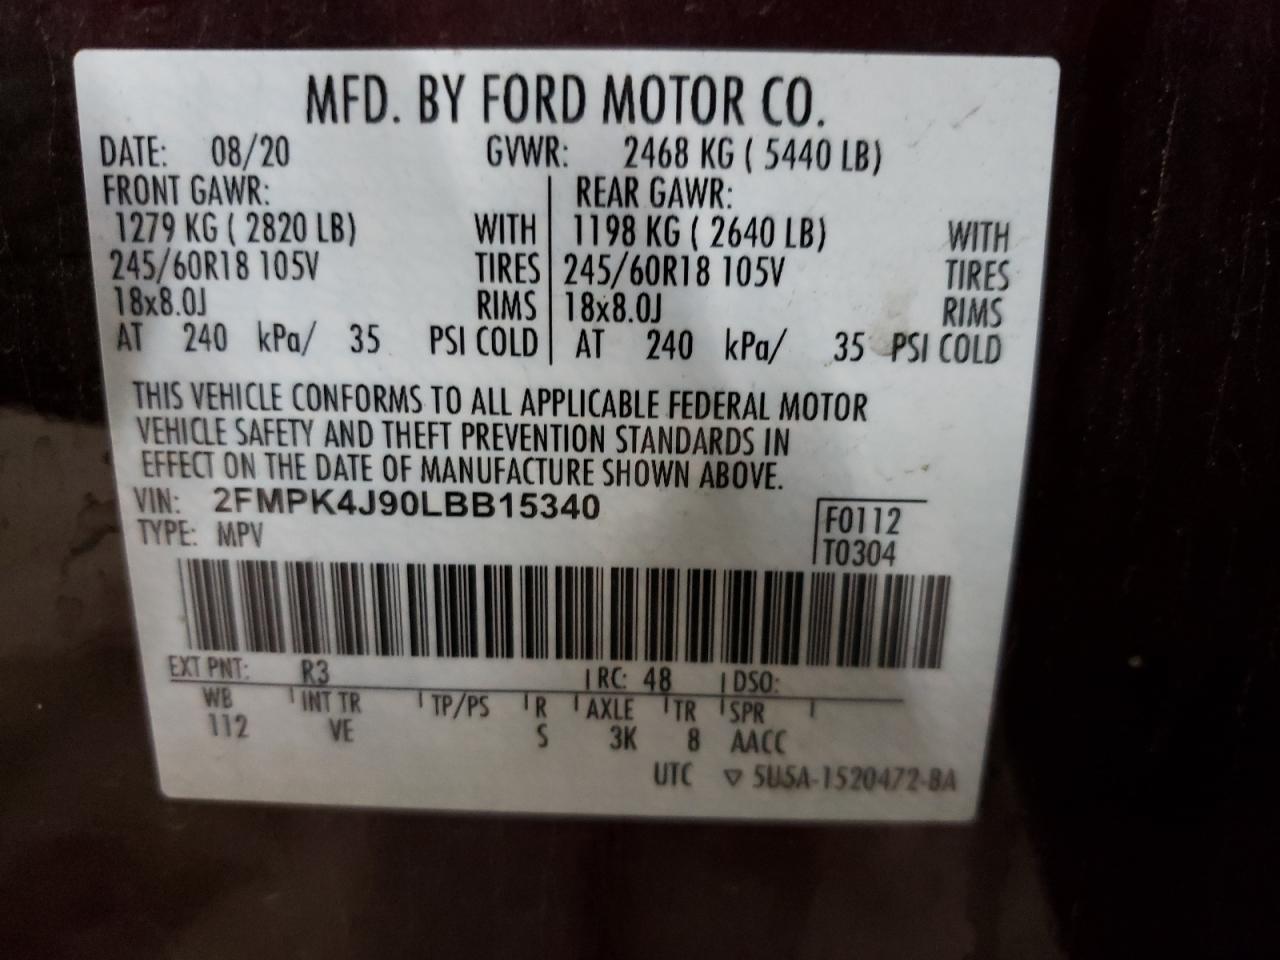 MFD. BY FORD MOTOR CO.
DATE: 08/20 GVWR: 2468 KG ( 5440 LB)
FRONT GAWR: REAR GAWR:
1279 KG ( 2820 LB) WITH 1198 KG ( 2640 LB) WITH
245/60R18 105V TIRES 245/60R18 105V TIRES
18x8.0J RIMS 18x8.0J RIMS
AT 240 kPa/ 35 PSI COLD AT 240 kPa/ 35 PSI COLD
THIS VEHICLE CONFORMS TO ALL APPLICABLE FEDERAL MOTOR
VEHICLE SAFETY AND THEFT PREVENTION STANDARDS IN
EFFECT ON THE DATE OF MANUFACTURE SHOWN ABOVE.
VIN: 2FMPK4J90LBB15340
TYPE: MPV
F0112
T0304
EXT PNT: R3 RC: 48 DSO:
WB INT TR TP/PS R AXLE TR SPR
112 VE S 3K 8 AACC
UTC ▽ 5U5A-1520472-BA